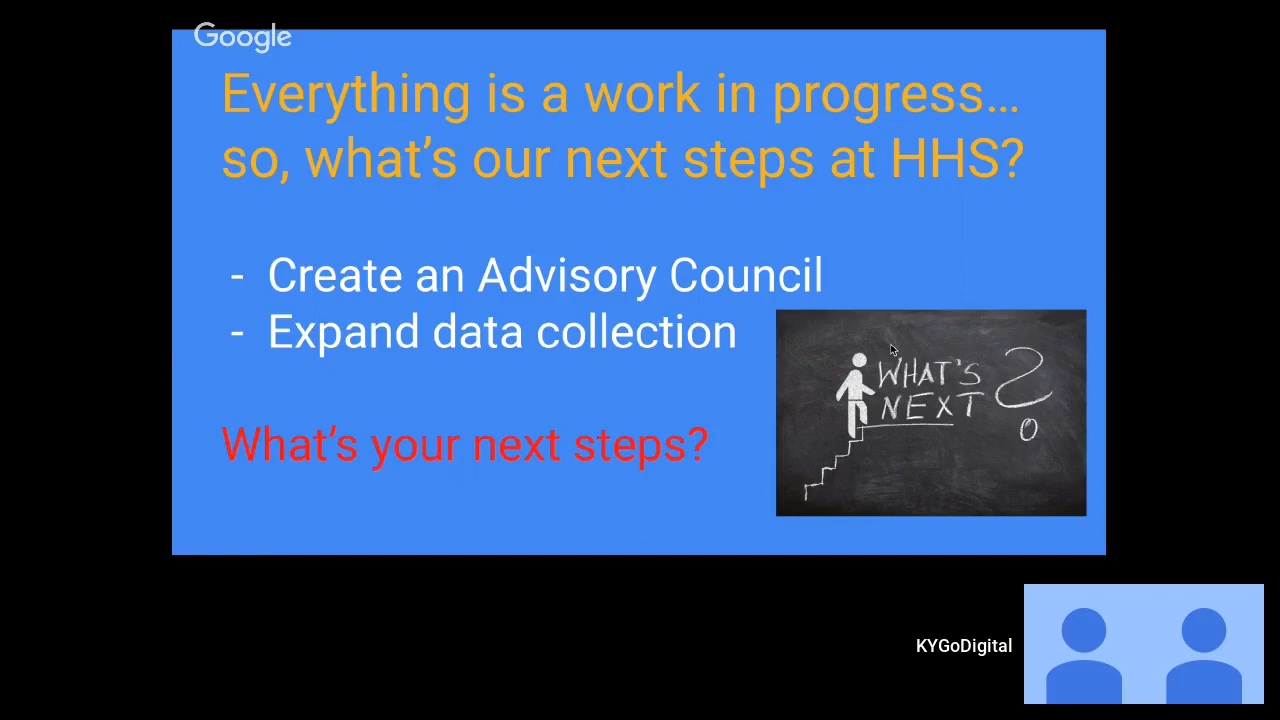 Google
Everything is a work in progress…
so, what’s our next steps at HHS?
- Create an Advisory Council
- Expand data collection
WHAT'S
NEXT ?
What’s your next steps?
KYGoDigital